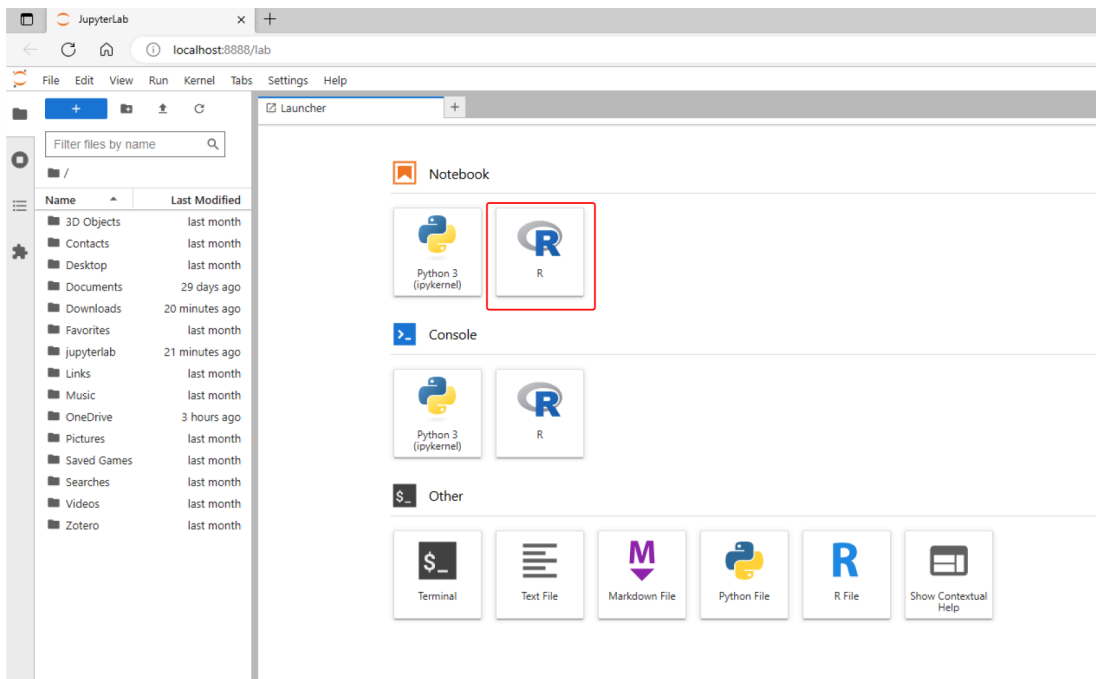 JupyterLab
localhost:8888/lab
File Edit View Run Kernel Tabs Settings Help
Launcher
Filter files by name
/
Name Last Modified
3D Objects last month
Contacts last month
Desktop last month
Documents 29 days ago
Downloads 20 minutes ago
Favorites last month
jupyterlab 21 minutes ago
Links last month
Music last month
OneDrive 3 hours ago
Pictures last month
Saved Games last month
Searches last month
Videos last month
Zotero last month
Notebook
Python 3
(ipykernel)
R
R
Console
Python 3
(ipykernel)
R
R
Other
$_
Terminal
Text File
M
Markdown File
Python File
R
R File
Show Contextual
Help